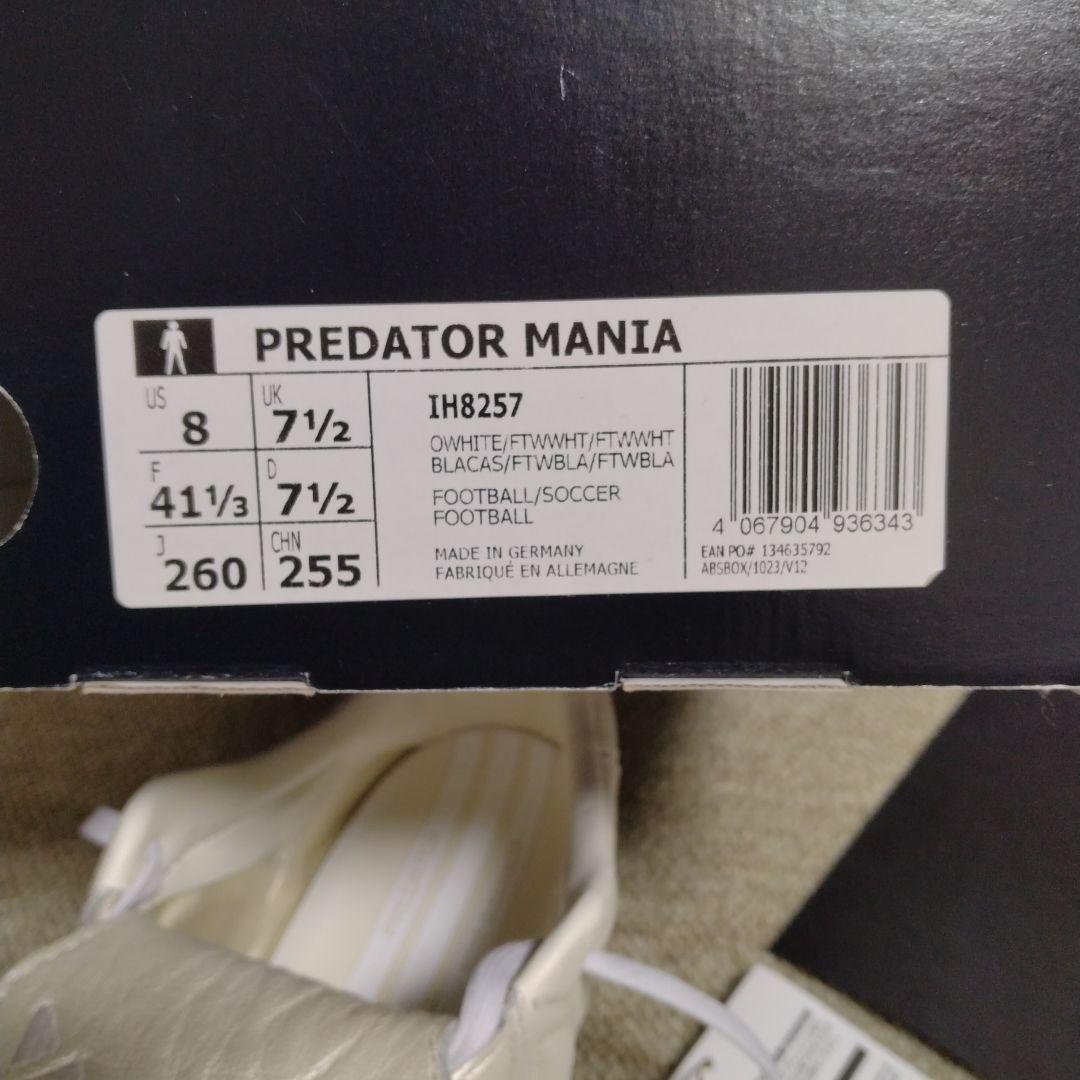 PREDATOR MANIA
US 8
UK 7½
F 41⅓
D 7½
J 260
CHN 255
IH8257
OWHITE/FTWWHT/FTWWHT
BLACAS/FTWBLA/FTWBLA
FOOTBALL/SOCCER
FOOTBALL
MADE IN GERMANY
FABRIQUÉ EN ALLEMAGNE
4 067904 936343
EAN PO# 134635792
ABSBOX/1023/V12